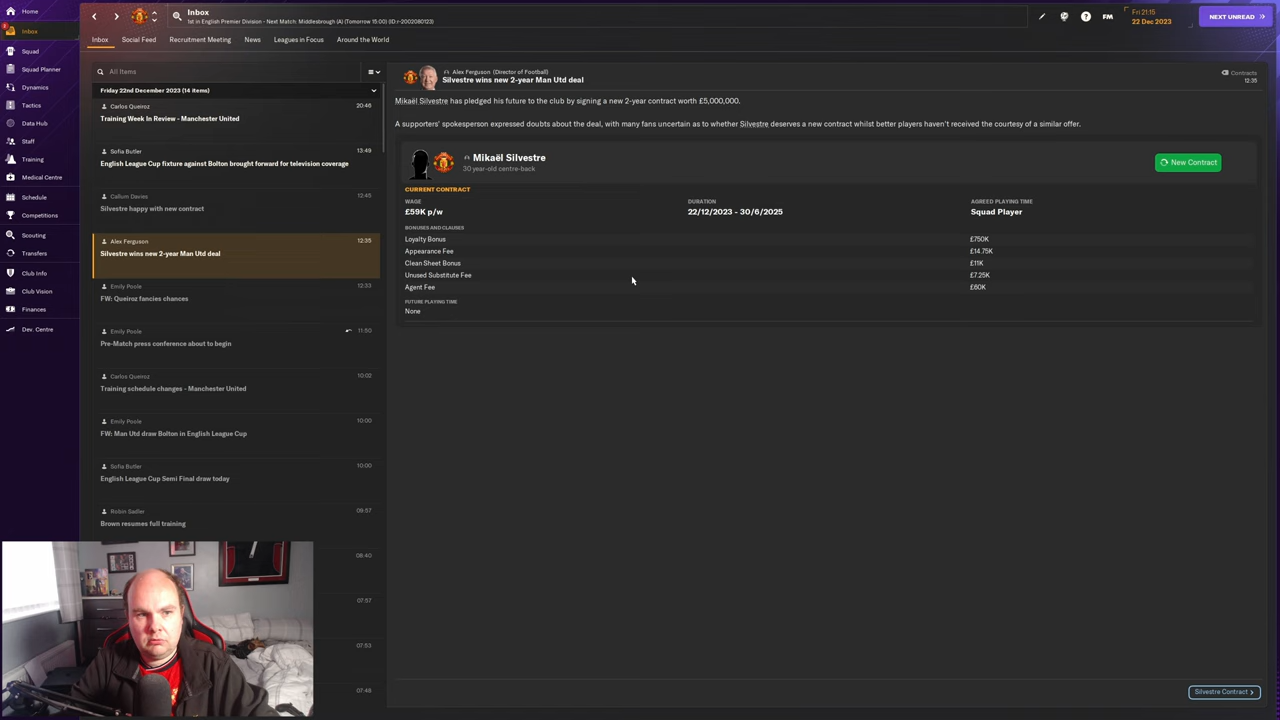 Home
Inbox
Squad
Squad Planner
Dynamics
Tactics
Data Hub
Staff
Training
Medical Centre
Schedule
Competitions
Scouting
Transfers
Club Info
Club Vision
Finances
Dev. Centre
Inbox
1st in English Premier Division - Next Match: Middlesbrough (A) (Tomorrow 15:00) (ID:r-2002080123)
FM
Fri 21:15
22 Dec 2023
NEXT UNREAD
Inbox Social Feed Recruitment Meeting News Leagues in Focus Around the World
All Items
Friday 22nd December 2023 (14 items)
Carlos Queiroz 20:46
Training Week In Review - Manchester United
Sofia Butler 13:49
English League Cup fixture against Bolton brought forward for television coverage
Callum Davies 12:45
Silvestre happy with new contract
Alex Ferguson 12:35
Silvestre wins new 2-year Man Utd deal
Emily Poole 12:33
FW: Queiroz fancies chances
Emily Poole 11:50
Pre-Match press conference about to begin
Carlos Queiroz 10:02
Training schedule changes - Manchester United
Emily Poole 10:00
FW: Man Utd draw Bolton in English League Cup
Sofia Butler 10:00
English League Cup Semi Final draw today
Robin Sadler 09:57
Brown resumes full training
08:40
07:57
07:53
07:48
Alex Ferguson (Director of Football)
Silvestre wins new 2-year Man Utd deal
Contracts
12:35
Mikaël Silvestre has pledged his future to the club by signing a new 2-year contract worth £5,000,000.
A supporters' spokesperson expressed doubts about the deal, with many fans uncertain as to whether Silvestre deserves a new contract whilst better players haven't received the courtesy of a similar offer.
Mikaël Silvestre
30 year-old centre-back
New Contract
CURRENT CONTRACT
WAGE DURATION AGREED PLAYING TIME
£59K p/w 22/12/2023 - 30/6/2025 Squad Player
BONUSES AND CLAUSES
Loyalty Bonus £750K
Appearance Fee £14.75K
Clean Sheet Bonus £11K
Unused Substitute Fee £7.25K
Agent Fee £60K
FUTURE PLAYING TIME
None
Silvestre Contract